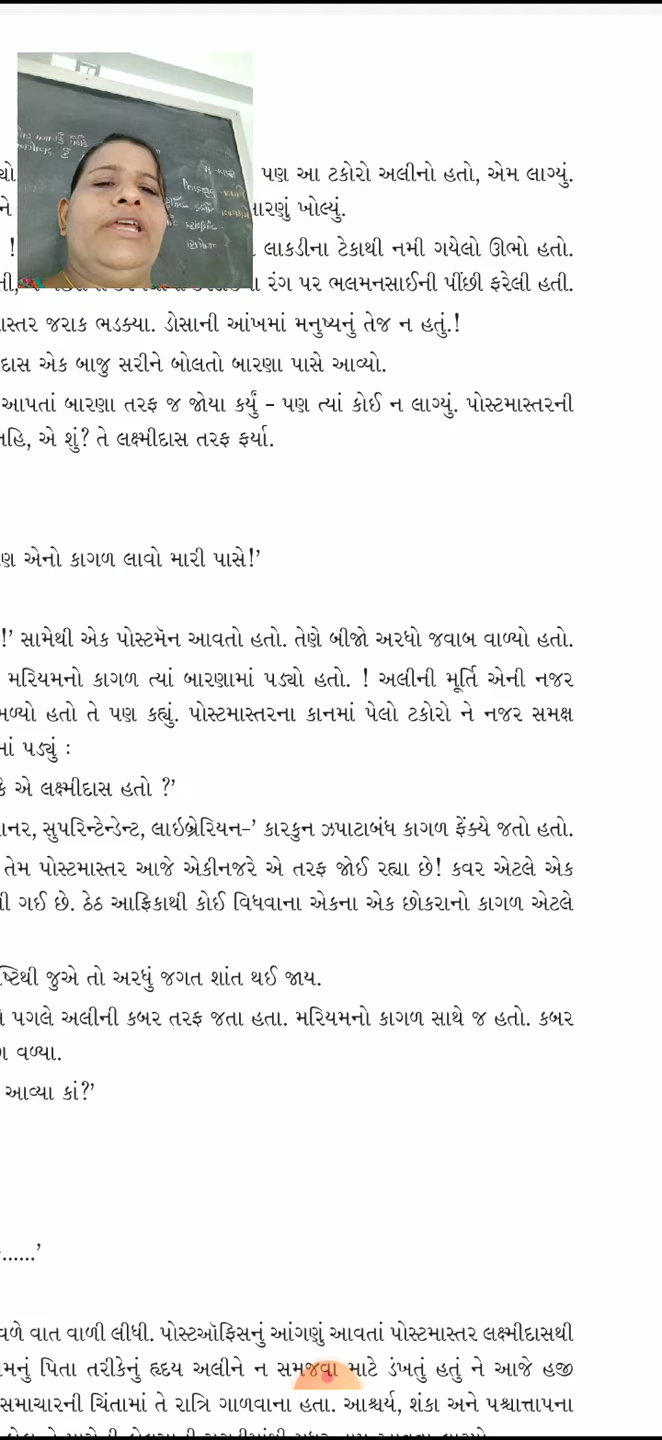 પણ આ ટકોરો અલીનો હતો, એમ લાગ્યું.
બારણું ખોલ્યું.
! લાકડીના ટેકાથી નમી ગયેલો ઊભો હતો.
રંગ પર ભલમનસાઈની પીંછી ફરેલી હતી.
માસ્તર જરાક ભડક્યા. ડોસાની આંખમાં મનુષ્યનું તેજ ન હતું.!
દાસ એક બાજુ સરીને બોલતો બારણા પાસે આવ્યો.
આપતાં બારણા તરફ જ જોયા કર્યું - પણ ત્યાં કોઈ ન લાગ્યું. પોસ્ટમાસ્તરની
નહિ, એ શું? તે લક્ષ્મીદાસ તરફ ફર્યા.
ણ એનો કાગળ લાવો મારી પાસે!’
!’ સામેથી એક પોસ્ટમૅન આવતો હતો. તેણે બીજો અરધો જવાબ વાળ્યો હતો.
મરિયમનો કાગળ ત્યાં બારણામાં પડ્યો હતો. ! અલીની મૂર્તિ એની નજર
મળ્યો હતો તે પણ કહ્યું. પોસ્ટમાસ્તરના કાનમાં પેલો ટકોરો ને નજર સમક્ષ
માં પડ્યું :
કે એ લક્ષ્મીદાસ હતો ?’
નર, સુપરિન્ટેન્ડેન્ટ, લાઇબ્રેરિયન-’ કારકુન ઝપાટાબંધ કાગળ ફેંક્યે જતો હતો.
તેમ પોસ્ટમાસ્તર આજે એકીનજરે એ તરફ જોઈ રહ્યા છે! કવર એટલે એક
ગઈ છે. ઠેઠ આફ્રિકાથી કોઈ વિધવાના એકના એક છોકરાનો કાગળ એટલે
ષ્ટિથી જુએ તો અરધું જગત શાંત થઈ જાય.
પગલે અલીની કબર તરફ જતા હતા. મરિયમનો કાગળ સાથે જ હતો. કબર
વળ્યા.
આવ્યા કાં?’
......’
વળે વાત વાળી લીધી. પોસ્ટઑફિસનું આંગણું આવતાં પોસ્ટમાસ્તર લક્ષ્મીદાસથી
મનું પિતા તરીકેનું હૃદય અલીને ન સમજવા માટે ડંખતું હતું ને આજે હજી
સમાચારની ચિંતામાં તે રાત્રિ ગાળવાના હતા. આશ્ચર્ય, શંકા અને પશ્ચાત્તાપના